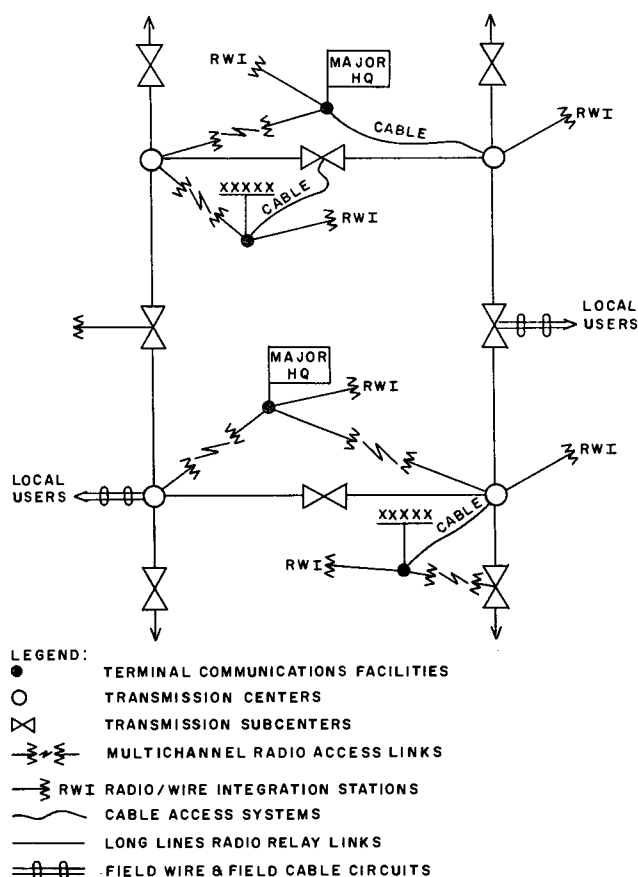 RWI
MAJOR
HQ
CABLE
RWI
XXXXX
CABLE
RWI
LOCAL
USERS
MAJOR
HQ
RWI
RWI
LOCAL
USERS
XXXXX
CABLE
RWI
LEGEND:
TERMINAL COMMUNICATIONS FACILITIES
TRANSMISSION CENTERS
TRANSMISSION SUBCENTERS
MULTICHANNEL RADIO ACCESS LINKS
RWI RADIO/WIRE INTEGRATION STATIONS
CABLE ACCESS SYSTEMS
LONG LINES RADIO RELAY LINKS
FIELD WIRE & FIELD CABLE CIRCUITS